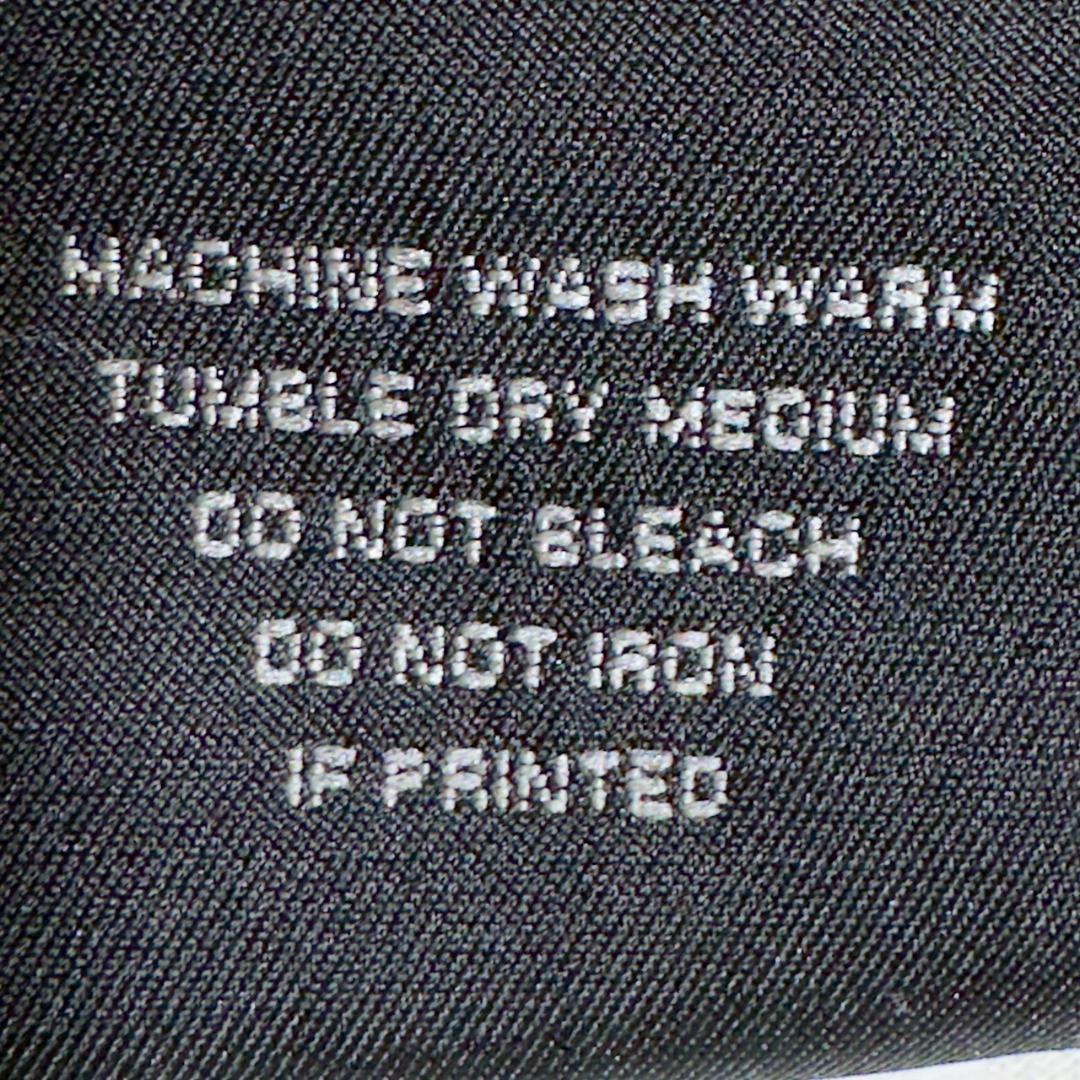 MACHINE WASH WARM
TUMBLE DRY MEDIUM
DO NOT BLEACH
DO NOT IRON
IF PRINTED